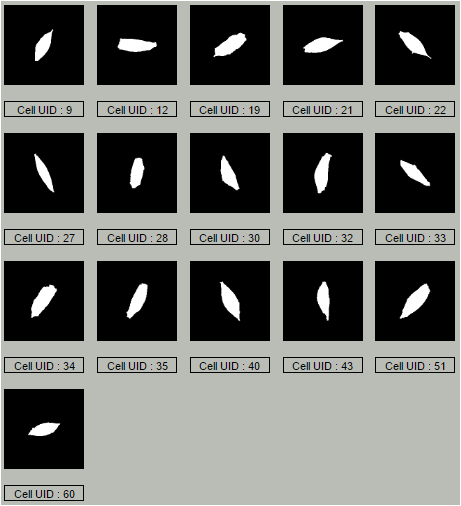 Cell UID : 9
Cell UID : 12
Cell UID : 19
Cell UID : 21
Cell UID : 22
Cell UID : 27
Cell UID : 28
Cell UID : 30
Cell UID : 32
Cell UID : 33
Cell UID : 34
Cell UID : 35
Cell UID : 40
Cell UID : 43
Cell UID : 51
Cell UID : 60